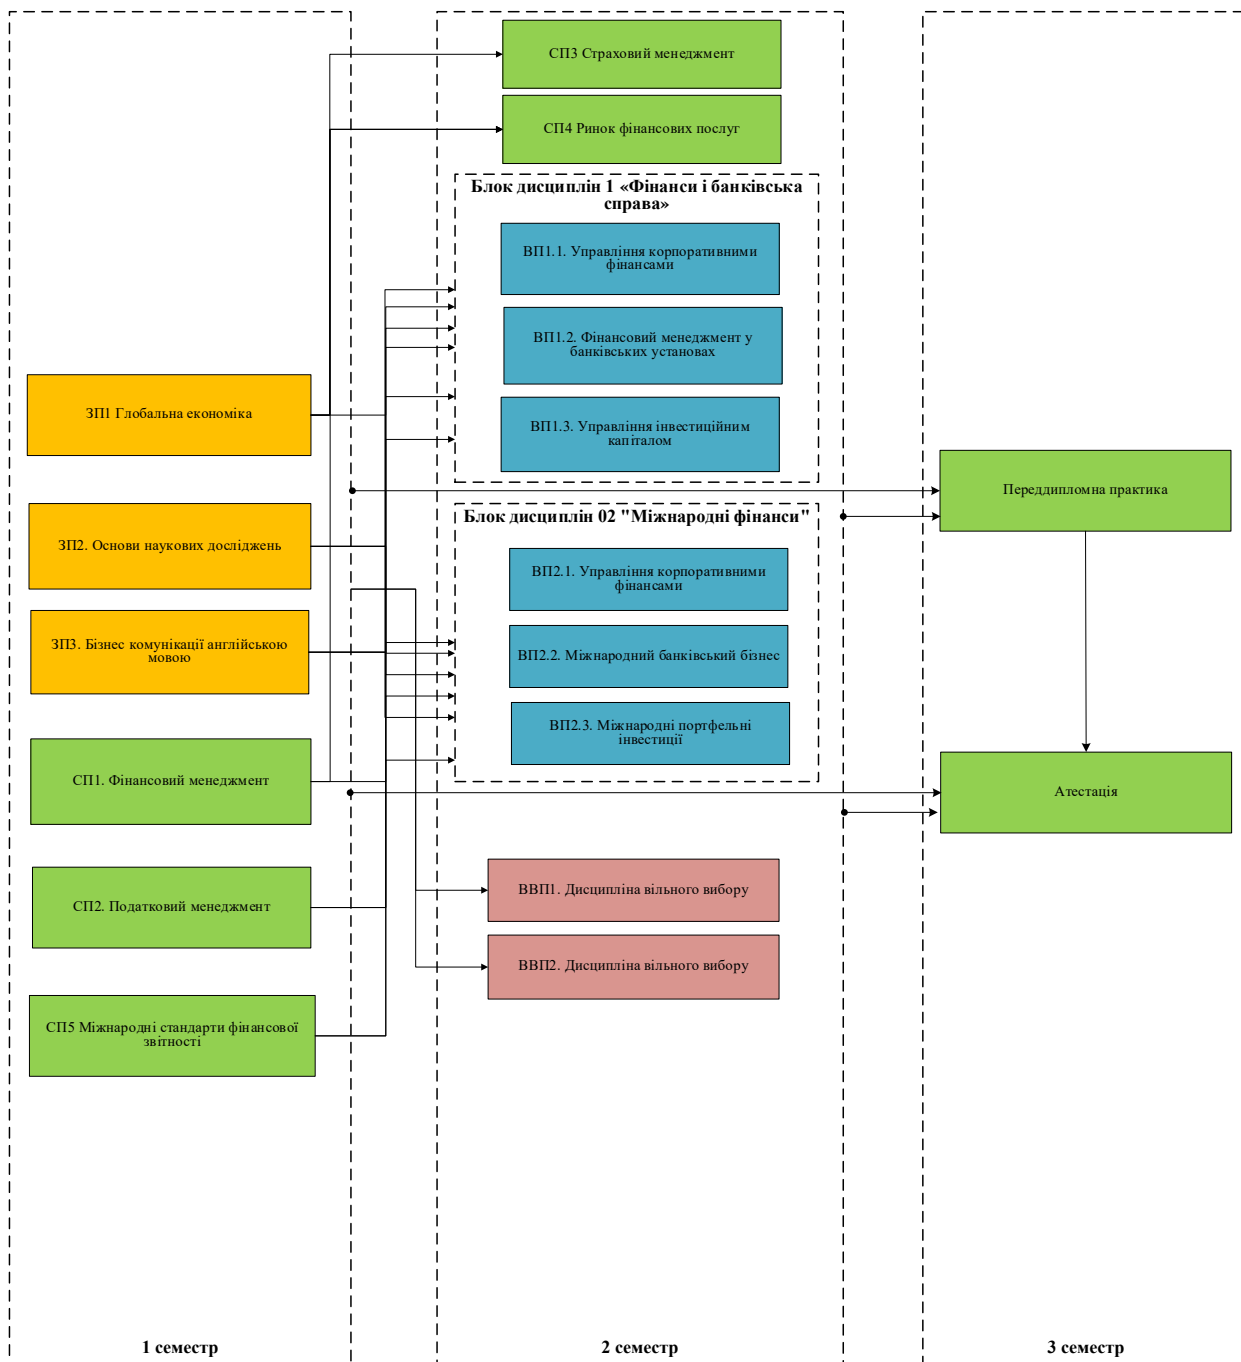 СП3 Страховий менеджмент
СП4 Ринок фінансових послуг
Блок дисциплін 1 «Фінанси і банківська
справа»
ВП1.1. Управління корпоративними
фінансами
ВП1.2. Фінансовий менеджмент у
банківських установах
ВП1.3. Управління інвестиційним
капіталом
ЗП1 Глобальна економіка
ЗП2. Основи наукових досліджень
ЗП3. Бізнес комунікації англійською
мовою
СП1. Фінансовий менеджмент
СП2. Податковий менеджмент
СП5 Міжнародні стандарти фінансової
звітності
Блок дисциплін 02 "Міжнародні фінанси"
ВП2.1. Управління корпоративними
фінансами
ВП2.2. Міжнародний банківський бізнес
ВП2.3. Міжнародні портфельні
інвестиції
ВВП1. Дисципліна вільного вибору
ВВП2. Дисципліна вільного вибору
Переддипломна практика
Атестація
1 семестр
2 семестр
3 семестр